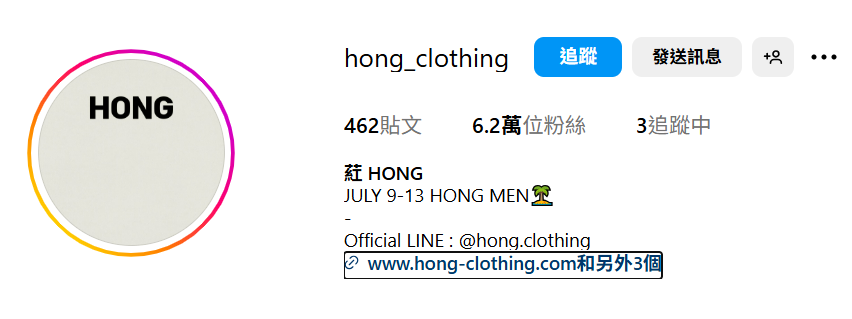 HONG
hong_clothing
追蹤
發送訊息
462貼文
6.2萬位粉絲
3追蹤中
葒 HONG
JULY 9-13 HONG MEN🏝️
-
Official LINE : @hong.clothing
www.hong-clothing.com和另外3個